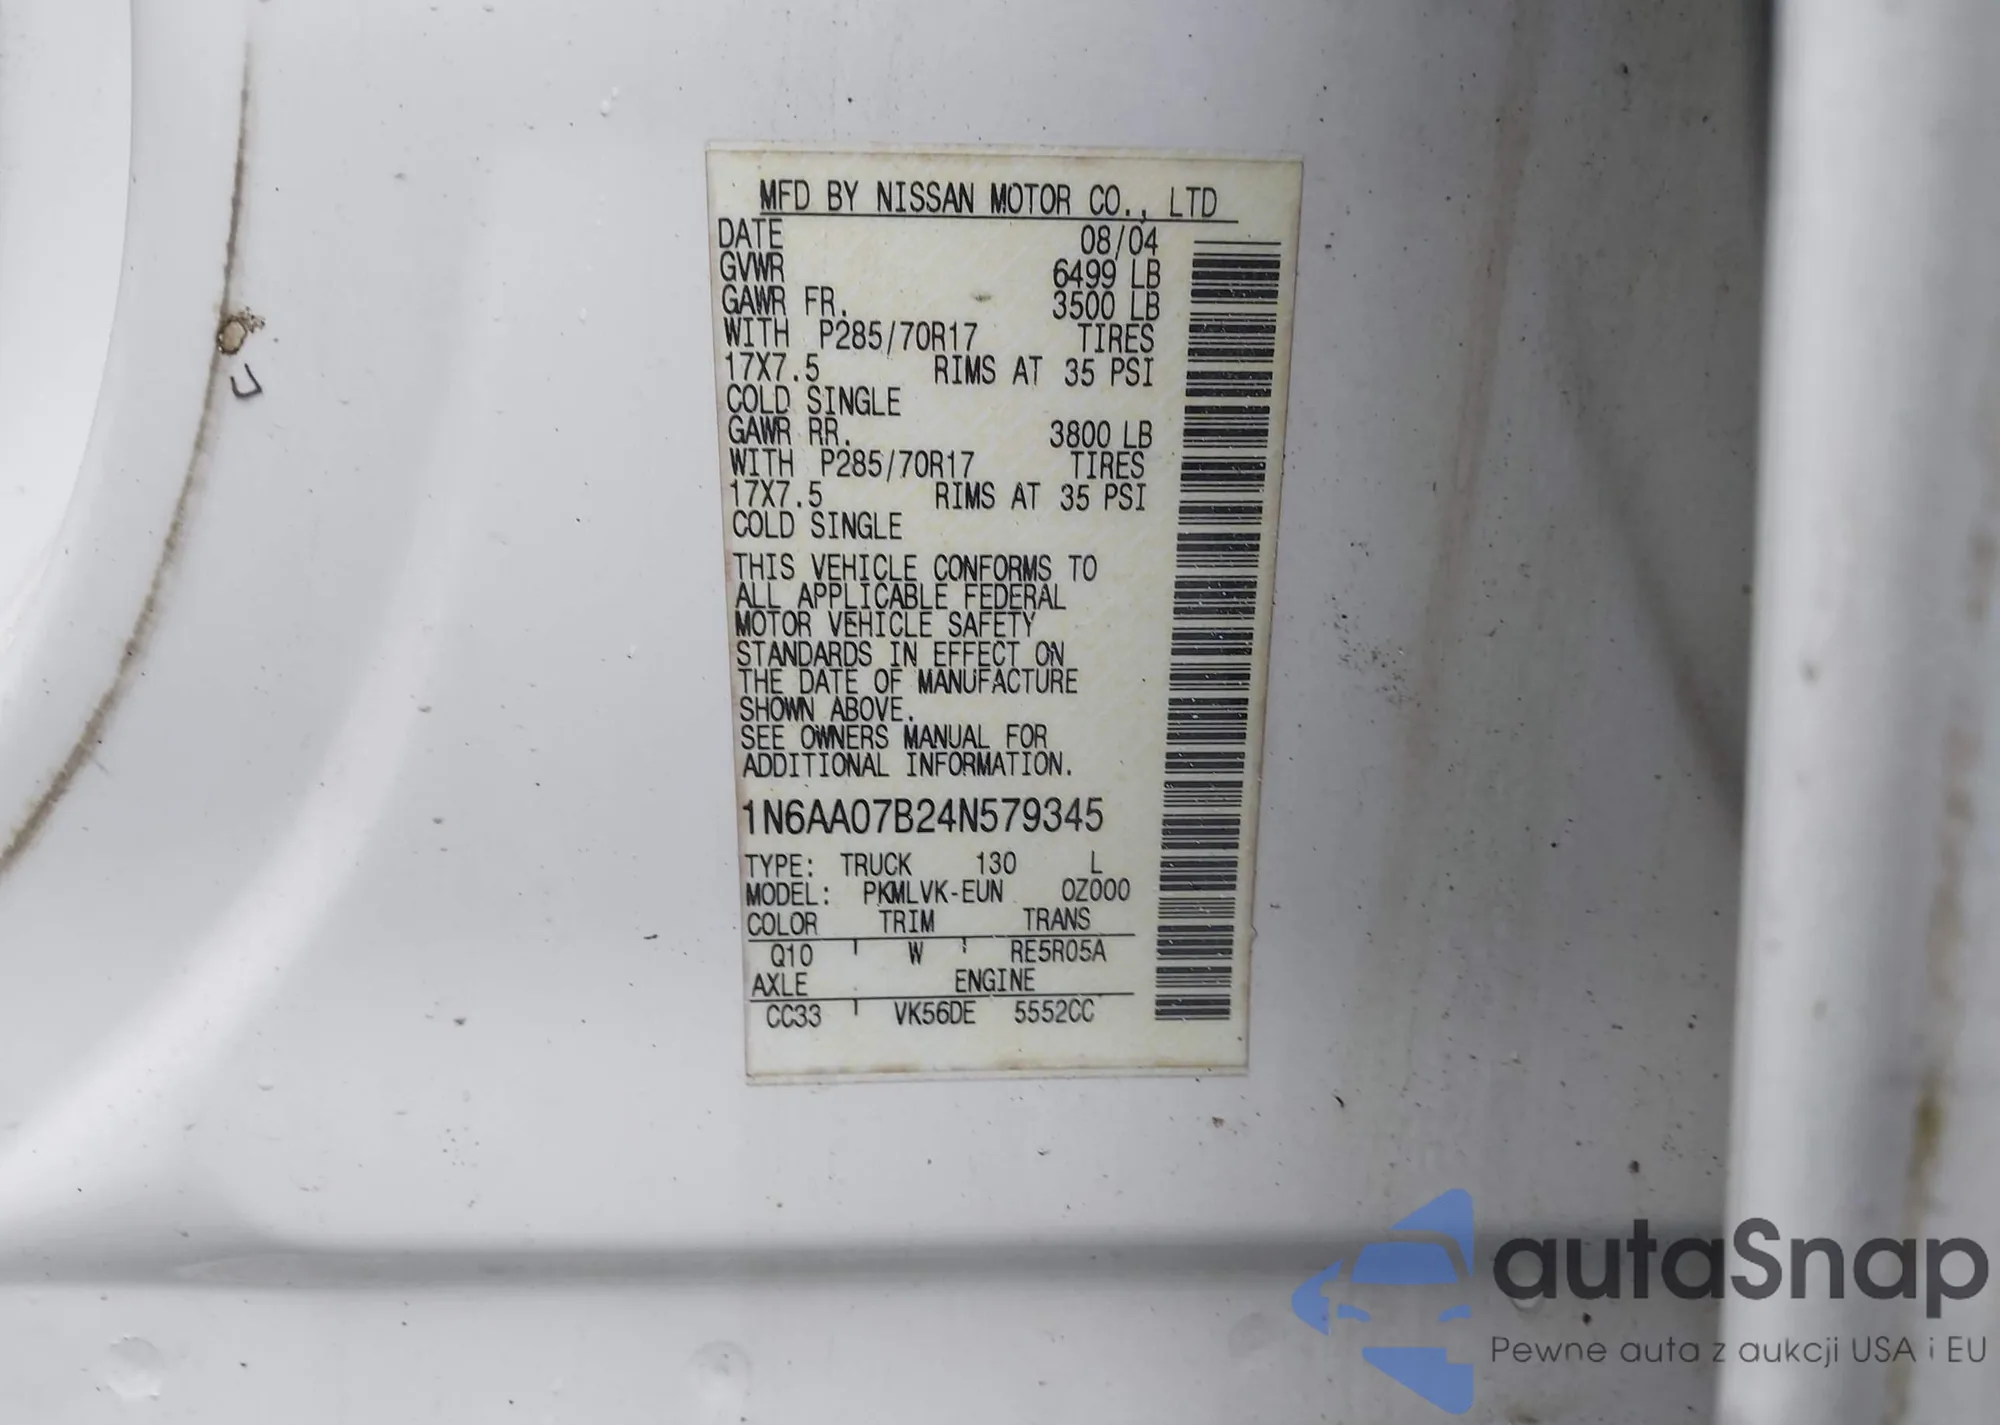 MFD BY NISSAN MOTOR CO., LTD
DATE 08/04
GVWR 6499 LB
GAWR FR. 3500 LB
WITH P285/70R17 TIRES
17X7.5 RIMS AT 35 PSI
COLD SINGLE
GAWR RR. 3800 LB
WITH P285/70R17 TIRES
17X7.5 RIMS AT 35 PSI
COLD SINGLE
THIS VEHICLE CONFORMS TO
ALL APPLICABLE FEDERAL
MOTOR VEHICLE SAFETY
STANDARDS IN EFFECT ON
THE DATE OF MANUFACTURE
SHOWN ABOVE.
SEE OWNERS MANUAL FOR
ADDITIONAL INFORMATION.
1N6AA07B24N579345
TYPE: TRUCK 130 L
MODEL: PKMLVK-EUN 0Z000
COLOR TRIM TRANS
Q10 W RE5R05A
AXLE ENGINE
CC33 VK56DE 5552CC
autaSnap
Pewne auta z aukcji USA i EU